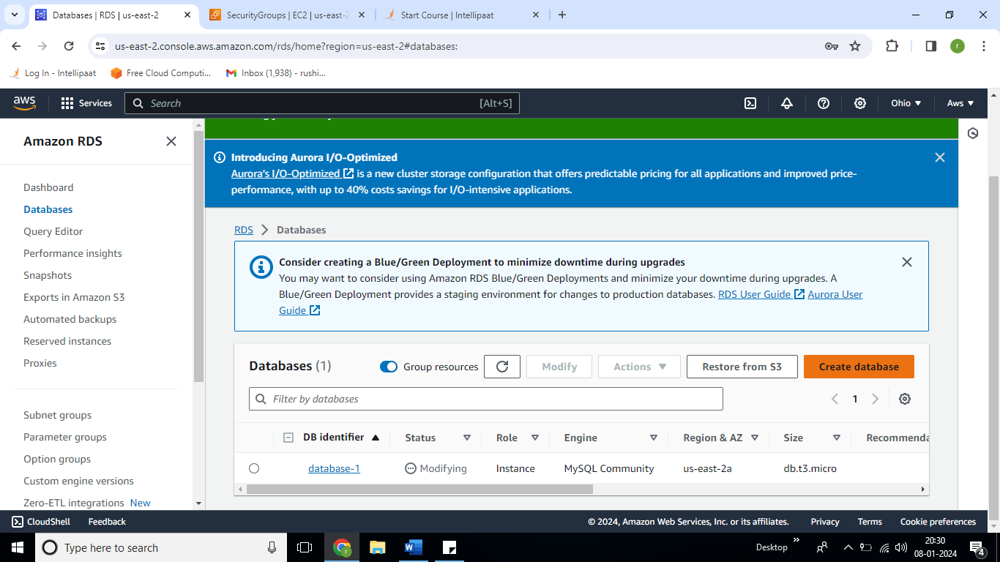 Databases | RDS | us-east-2
SecurityGroups | EC2 | us-east-2
Start Course | Intellipaat
us-east-2.console.aws.amazon.com/rds/home?region=us-east-2#databases:
r
Log In - Intellipaat
Free Cloud Computi...
Inbox (1,938) - rushi...
aws
Services
Search
[Alt+S]
Ohio
Aws
Amazon RDS
Dashboard
Databases
Query Editor
Performance insights
Snapshots
Exports in Amazon S3
Automated backups
Reserved instances
Proxies
Subnet groups
Parameter groups
Option groups
Custom engine versions
Zero-ETL integrations New
Introducing Aurora I/O-Optimized
Aurora's I/O-Optimized is a new cluster storage configuration that offers predictable pricing for all applications and improved price-
performance, with up to 40% costs savings for I/O-intensive applications.
RDS > Databases
Consider creating a Blue/Green Deployment to minimize downtime during upgrades
You may want to consider using Amazon RDS Blue/Green Deployments and minimize your downtime during upgrades. A
Blue/Green Deployment provides a staging environment for changes to production databases. RDS User Guide Aurora User
Guide
Databases (1)
Group resources
Modify
Actions
Restore from S3
Create database
Filter by databases
1
DB identifier Status Role Engine Region & AZ Size Recommenda
database-1 Modifying Instance MySQL Community us-east-2a db.t3.micro
CloudShell
Feedback
© 2024, Amazon Web Services, Inc. or its affiliates.
Privacy
Terms
Cookie preferences
Type here to search
Desktop
20:30
08-01-2024
4